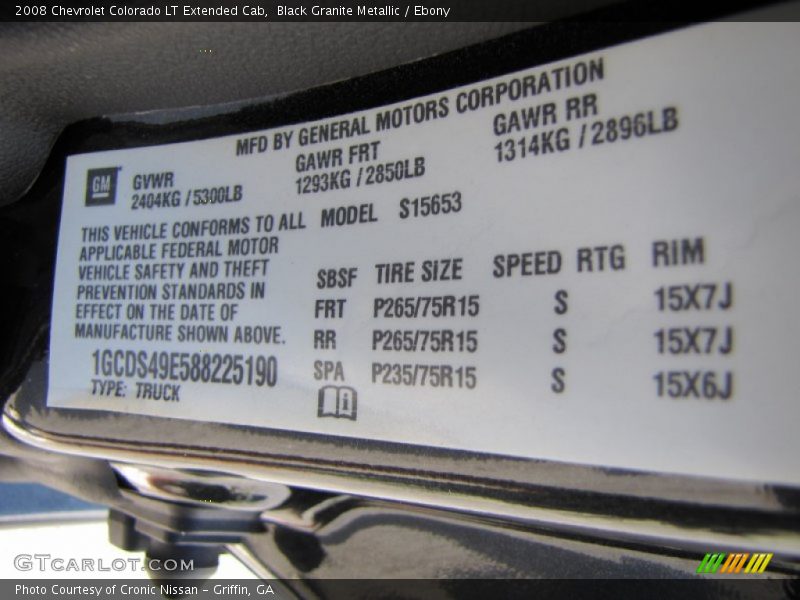 2008 Chevrolet Colorado LT Extended Cab,  Black Granite Metallic / Ebony
MFD BY GENERAL MOTORS CORPORATION
GM
GVWR
2404KG / 5300LB
GAWR FRT
1293KG / 2850LB
GAWR RR
1314KG / 2896LB
THIS VEHICLE CONFORMS TO ALL
APPLICABLE FEDERAL MOTOR
VEHICLE SAFETY AND THEFT
PREVENTION STANDARDS IN
EFFECT ON THE DATE OF
MANUFACTURE SHOWN ABOVE.
1GCDS49E588225190
TYPE: TRUCK
MODEL S15653
SBSF TIRE SIZE SPEED RTG RIM
FRT P265/75R15 S 15X7J
RR P265/75R15 S 15X7J
SPA P235/75R15 S 15X6J
i
GTcarlot.com
Photo Courtesy of Cronic Nissan - Griffin, GA